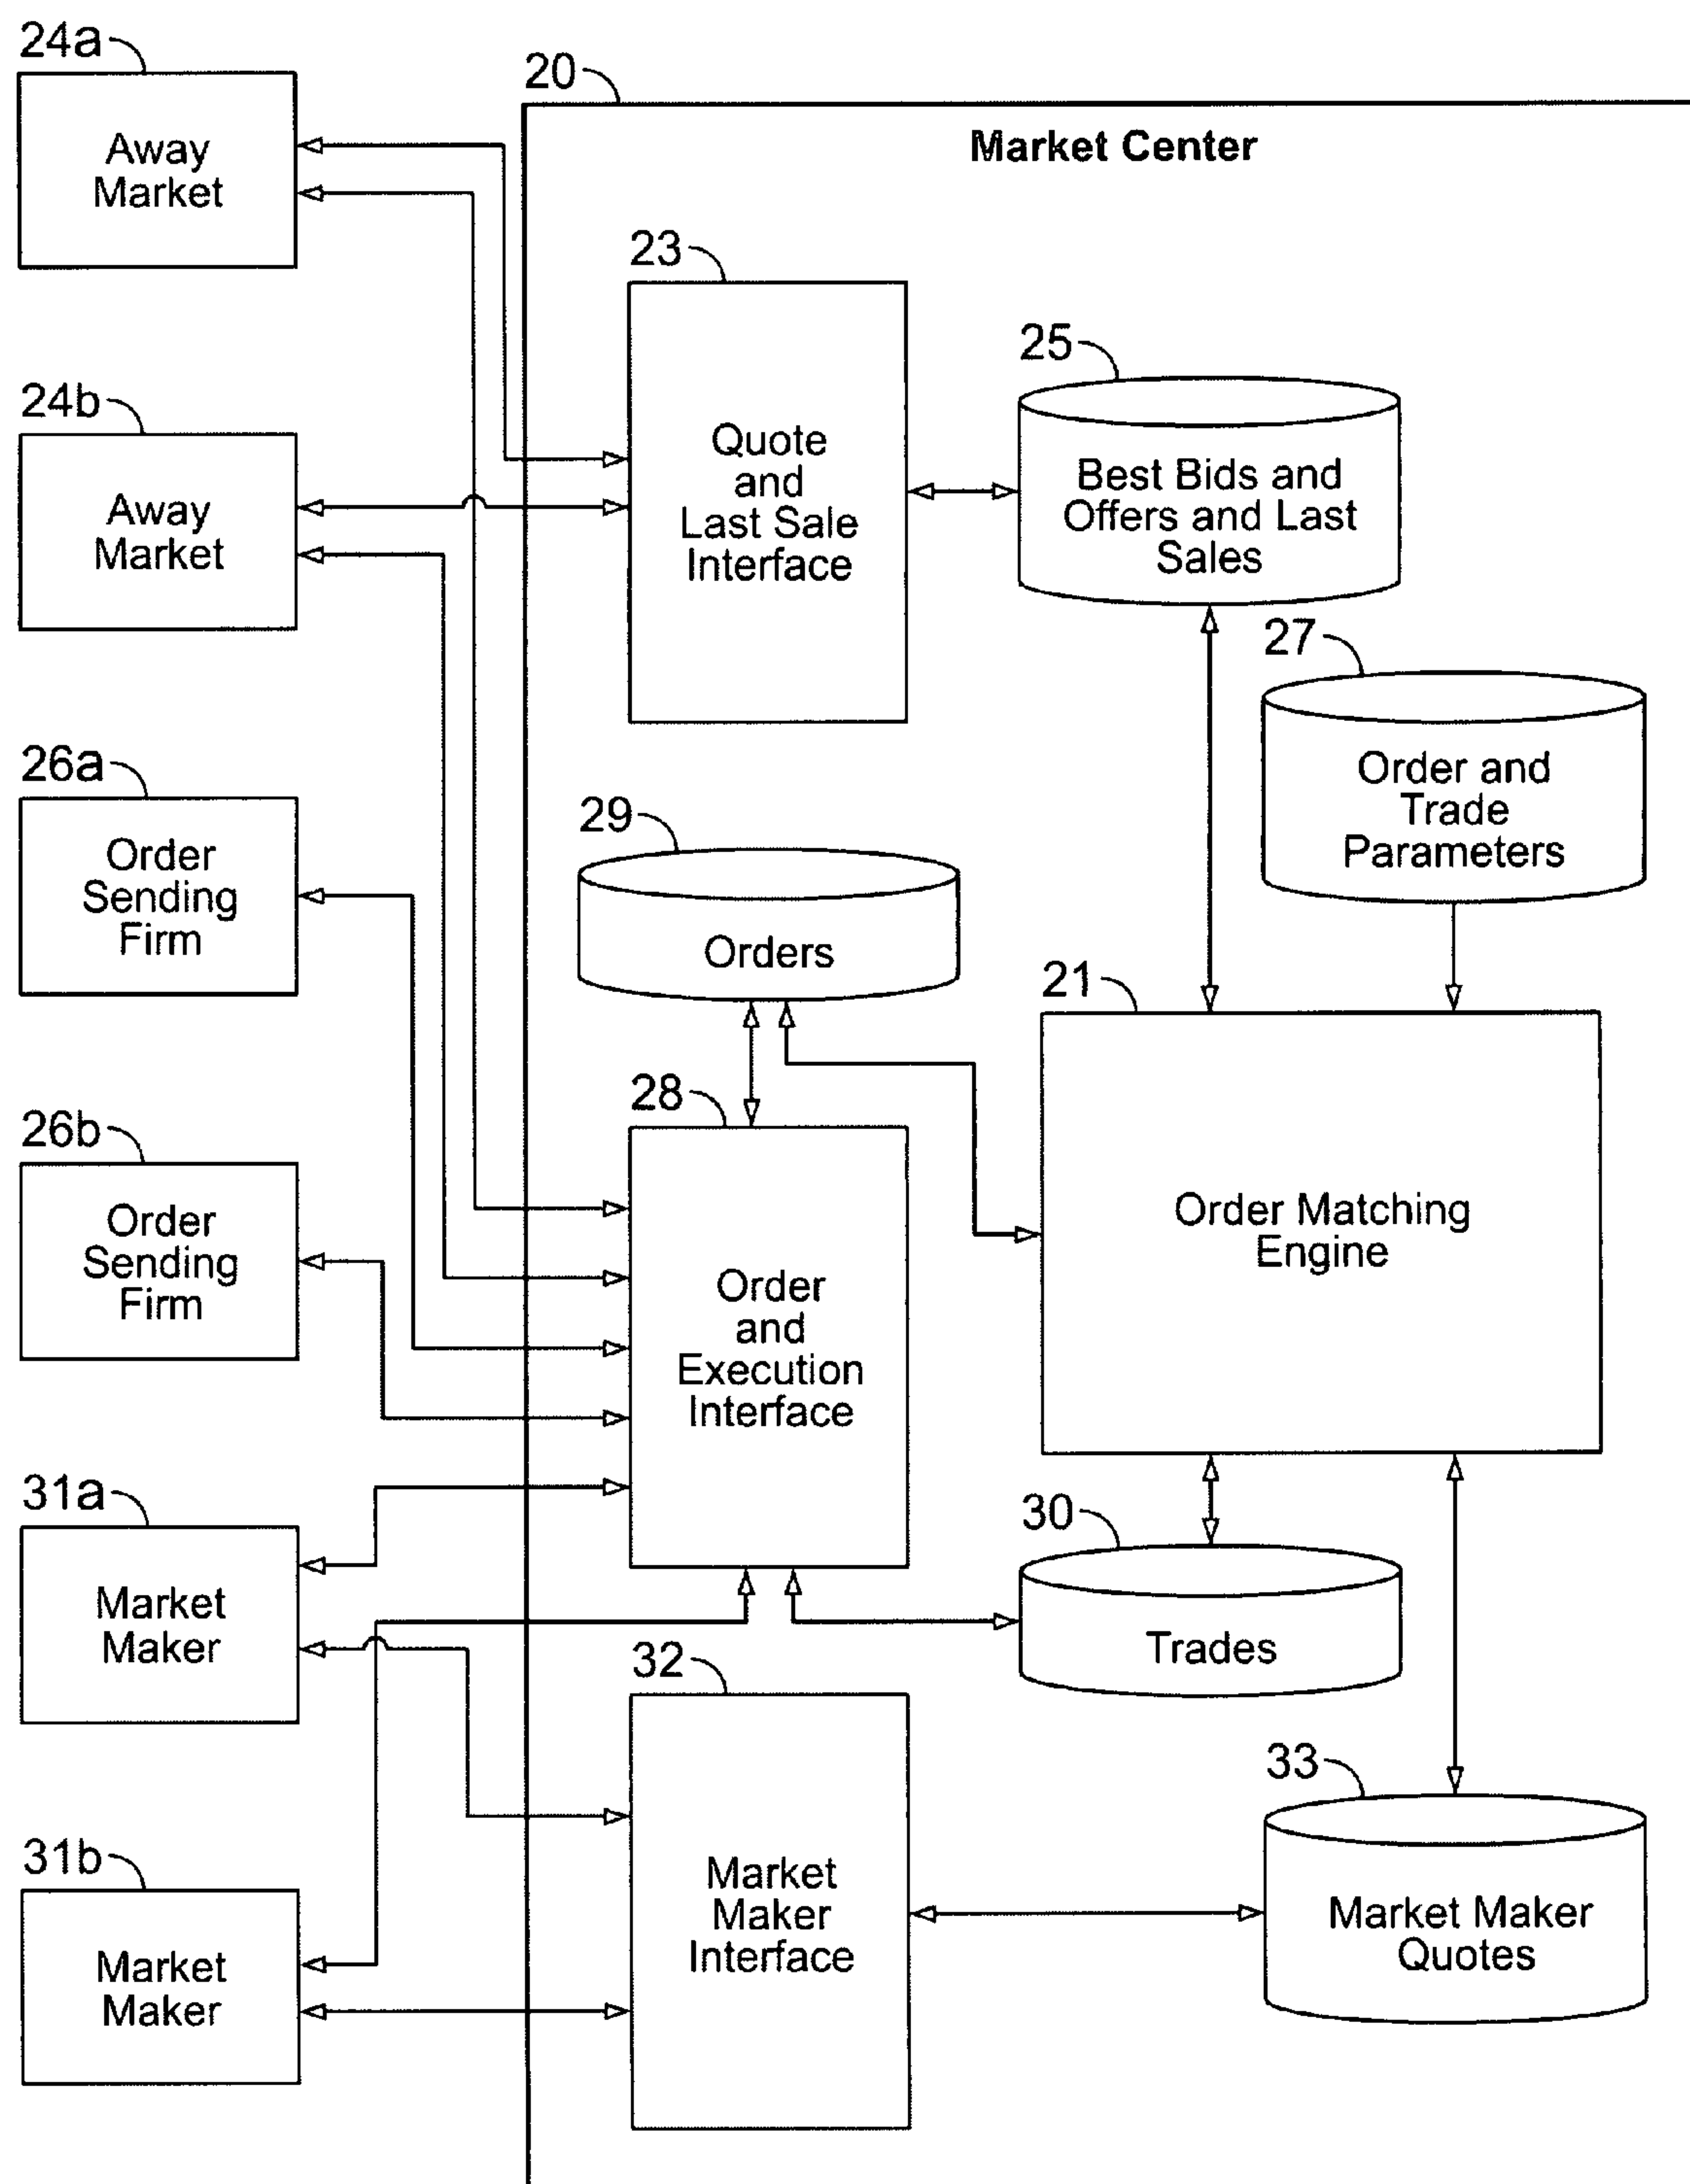 24a
Away
Market
20
Market Center
23
Quote
and
Last Sale
Interface
25
Best Bids and
Offers and Last
Sales
24b
Away
Market
27
Order and
Trade
Parameters
26a
Order
Sending
Firm
29
Orders
21
Order Matching
Engine
28
Order
and
Execution
Interface
26b
Order
Sending
Firm
31a
Market
Maker
30
Trades
32
Market
Maker
Interface
33
Market Maker
Quotes
31b
Market
Maker